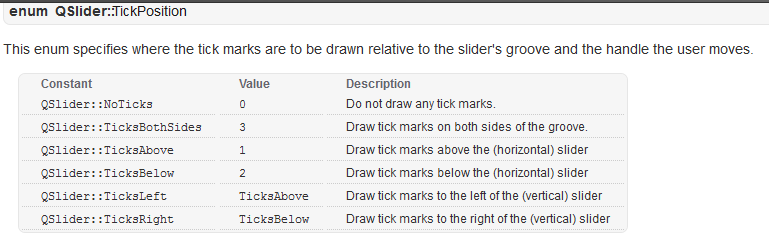 enum QSlider::TickPosition
This enum specifies where the tick marks are to be drawn relative to the slider's groove and the handle the user moves.
Constant Value Description
QSlider::NoTicks 0 Do not draw any tick marks.
QSlider::TicksBothSides 3 Draw tick marks on both sides of the groove.
QSlider::TicksAbove 1 Draw tick marks above the (horizontal) slider
QSlider::TicksBelow 2 Draw tick marks below the (horizontal) slider
QSlider::TicksLeft TicksAbove Draw tick marks to the left of the (vertical) slider
QSlider::TicksRight TicksBelow Draw tick marks to the right of the (vertical) slider